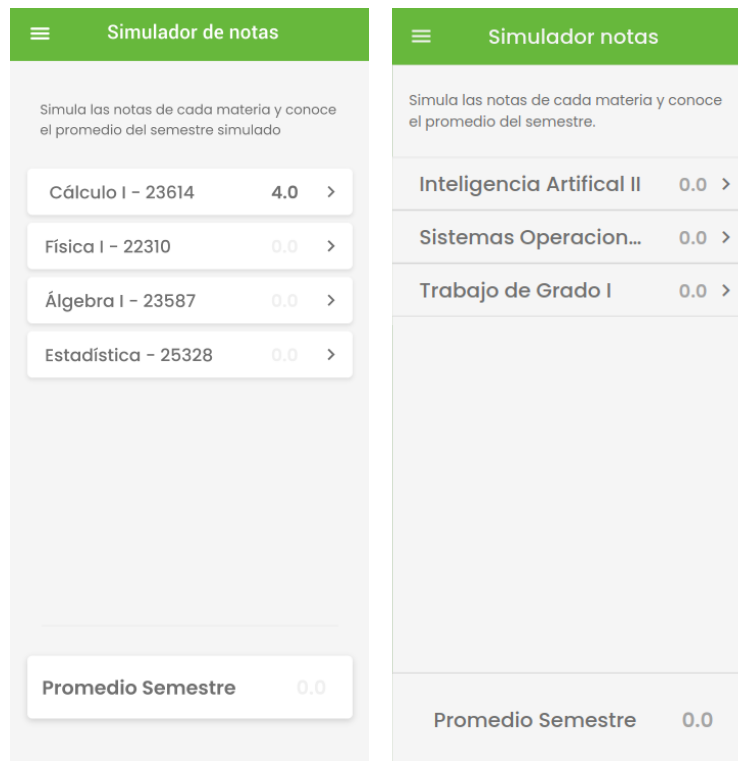 Simulador de notas
Simula las notas de cada materia y conoce
el promedio del semestre simulado
Cálculo I - 23614 4.0
Física I - 22310 0.0
Álgebra I - 23587 0.0
Estadística - 25328 0.0
Promedio Semestre 0.0
Simulador notas
Simula las notas de cada materia y conoce
el promedio del semestre.
Inteligencia Artifical II 0.0
Sistemas Operacion... 0.0
Trabajo de Grado I 0.0
Promedio Semestre 0.0